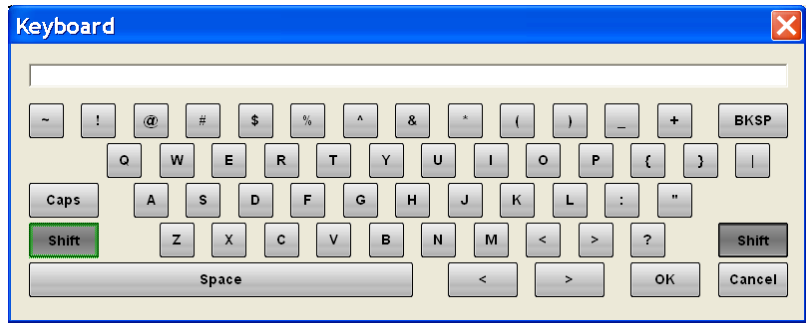 Keyboard
~ ! @ # $ % ^ & * ( ) _ + BKSP
Q W E R T Y U I O P { } |
Caps A S D F G H J K L : "
Shift Z X C V B N M < > ? Shift
Space < > OK Cancel